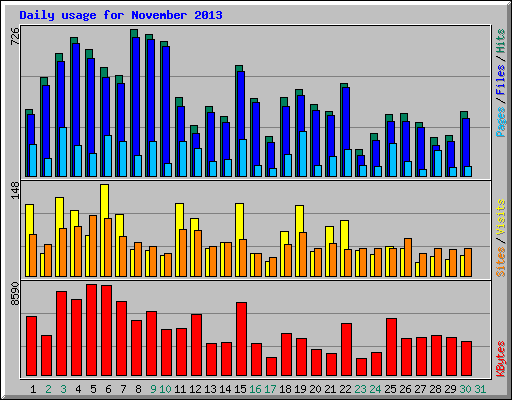 Daily usage for November 2013
726
Pages / Files / Hits
148
Sites / Visits
8590
KBytes
1 2 3 4 5 6 7 8 9 10 11 12 13 14 15 16 17 18 19 20 21 22 23 24 25 26 27 28 29 30 31